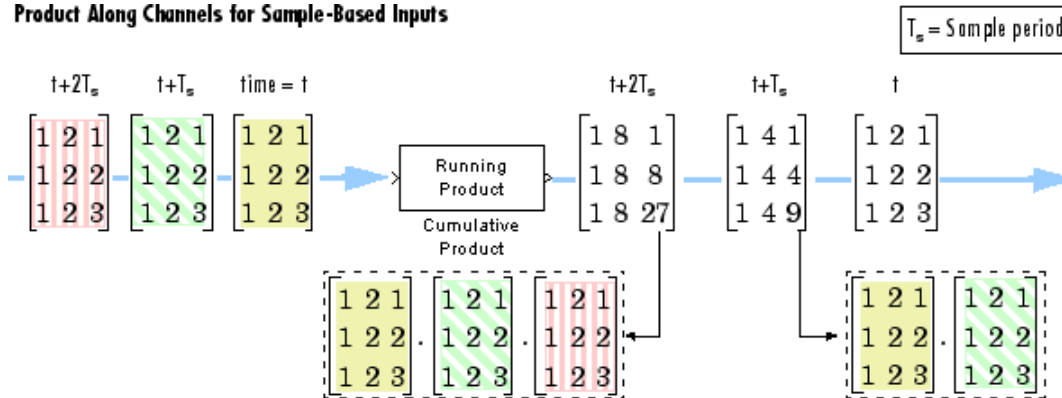 Product Along Channels for Sample-Based Inputs
Ts = Sample period
t+2Ts t+Ts time = t t+2Ts t+Ts t
1 2 1 1 2 1 1 2 1 1 8 1 1 4 1 1 2 1
1 2 2 1 2 2 1 2 2 Running 1 8 8 1 4 4 1 2 2
Product
1 2 3 1 2 3 1 2 3 1 8 27 1 4 9 1 2 3
Cumulative
Product
1 2 1 1 2 1 1 2 1 1 2 1 1 2 1
1 2 2 . 1 2 2 . 1 2 2 1 2 2 . 1 2 2
1 2 3 1 2 3 1 2 3 1 2 3 1 2 3